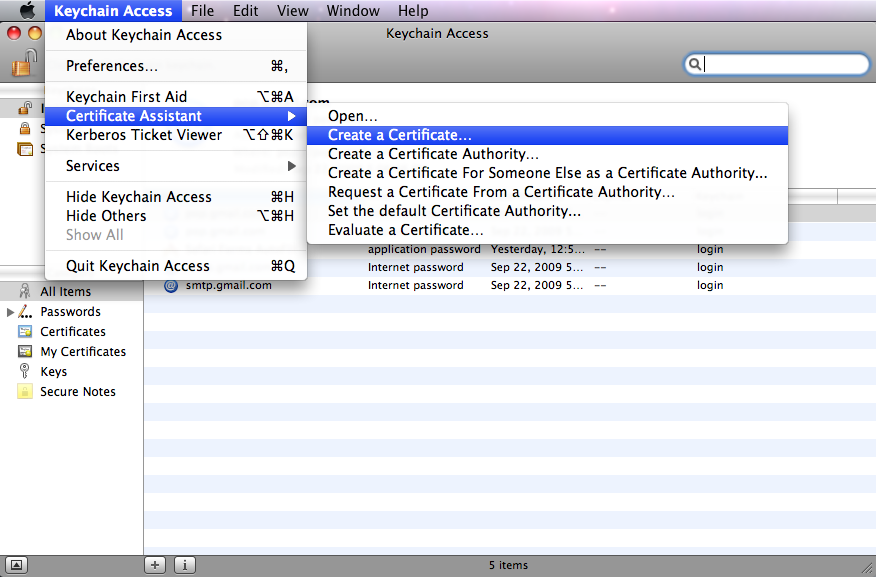 Keychain Access File Edit View Window Help
Keychain Access
About Keychain Access
Preferences... ⌘,
Keychain First Aid ⌥⌘A
Certificate Assistant ▶
Kerberos Ticket Viewer ⌥⇧⌘K
Services ▶
Hide Keychain Access ⌘H
Hide Others ⌥⌘H
Show All
Quit Keychain Access ⌘Q
Open...
Create a Certificate...
Create a Certificate Authority...
Create a Certificate For Someone Else as a Certificate Authority...
Request a Certificate From a Certificate Authority...
Set the default Certificate Authority...
Evaluate a Certificate...
application password Yesterday, 12:5... -- login
Internet password Sep 22, 2009 5... -- login
smtp.gmail.com Internet password Sep 22, 2009 5... -- login
All Items
Passwords
Certificates
My Certificates
Keys
Secure Notes
5 items